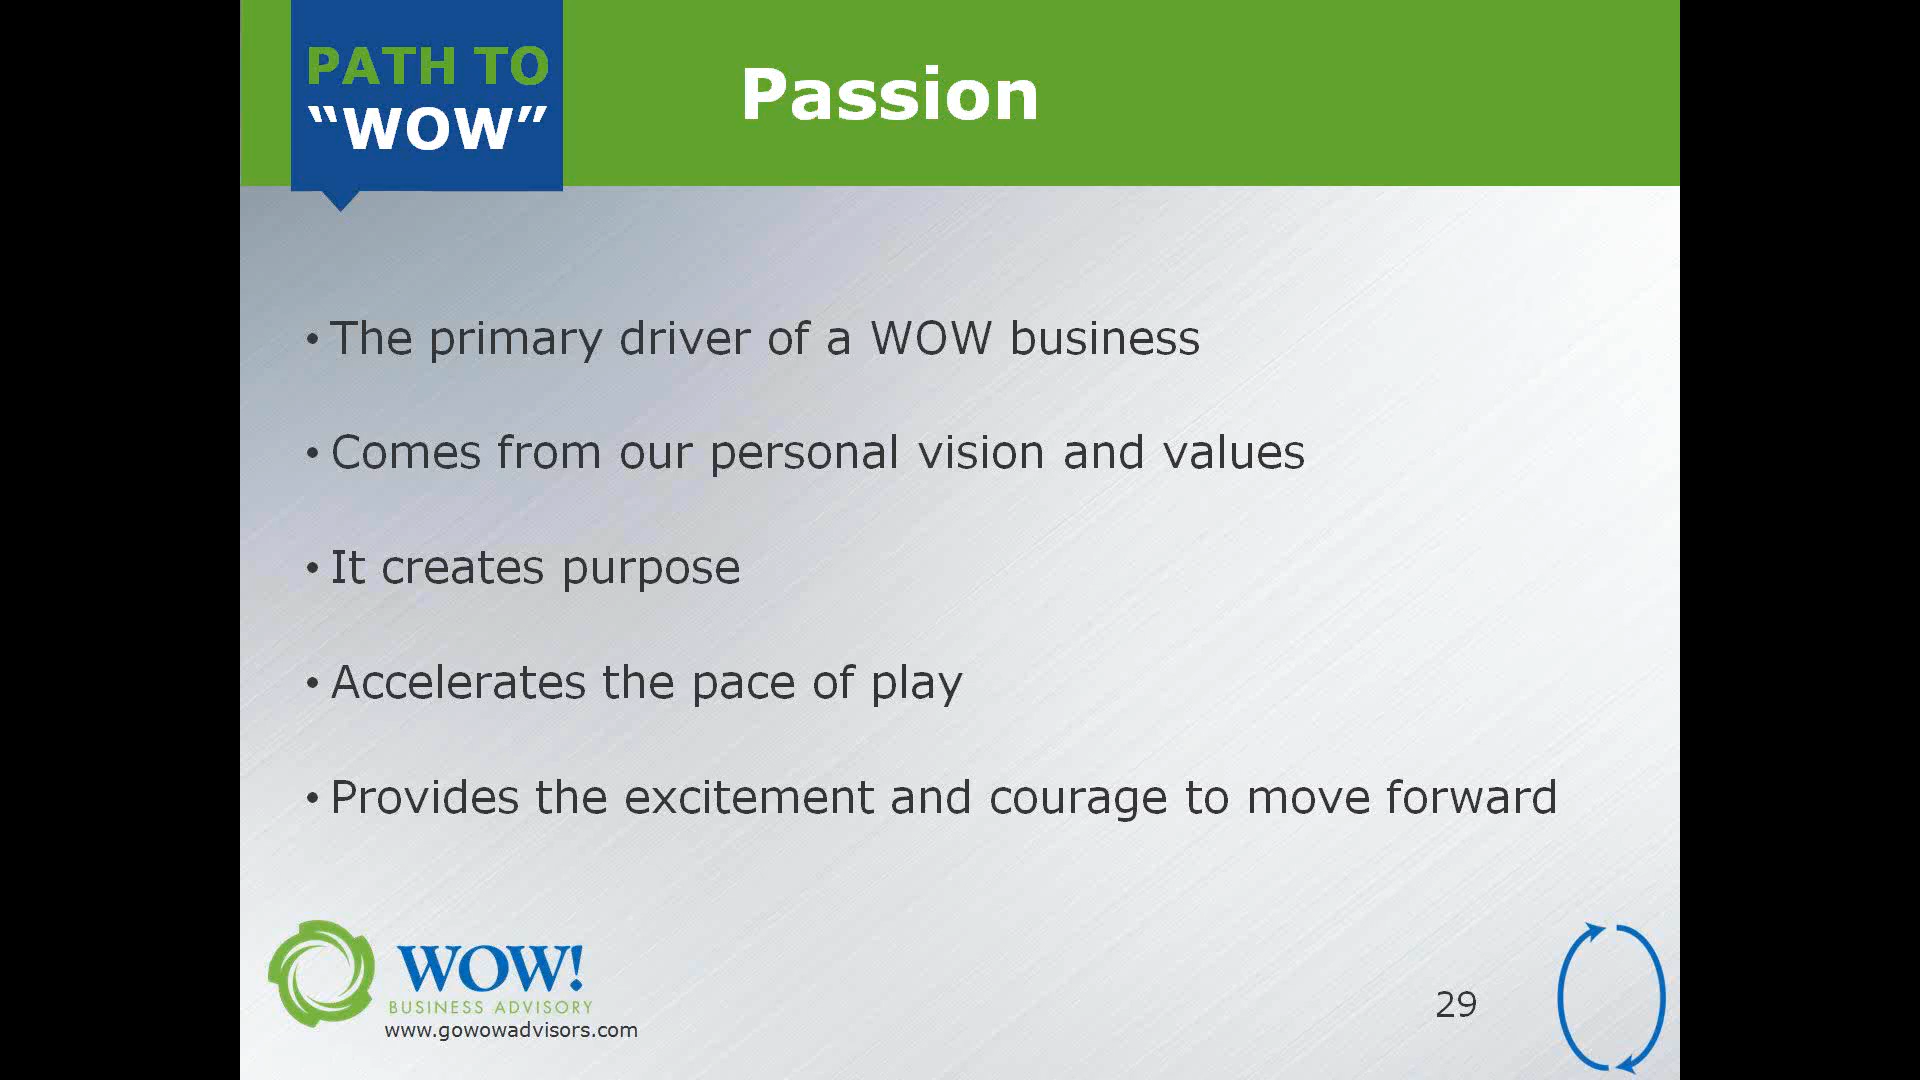 PATH TO
“WOW”
Passion
• The primary driver of a WOW business
• Comes from our personal vision and values
• It creates purpose
• Accelerates the pace of play
• Provides the excitement and courage to move forward
WOW!
BUSINESS ADVISORY
www.gowowadvisors.com
29